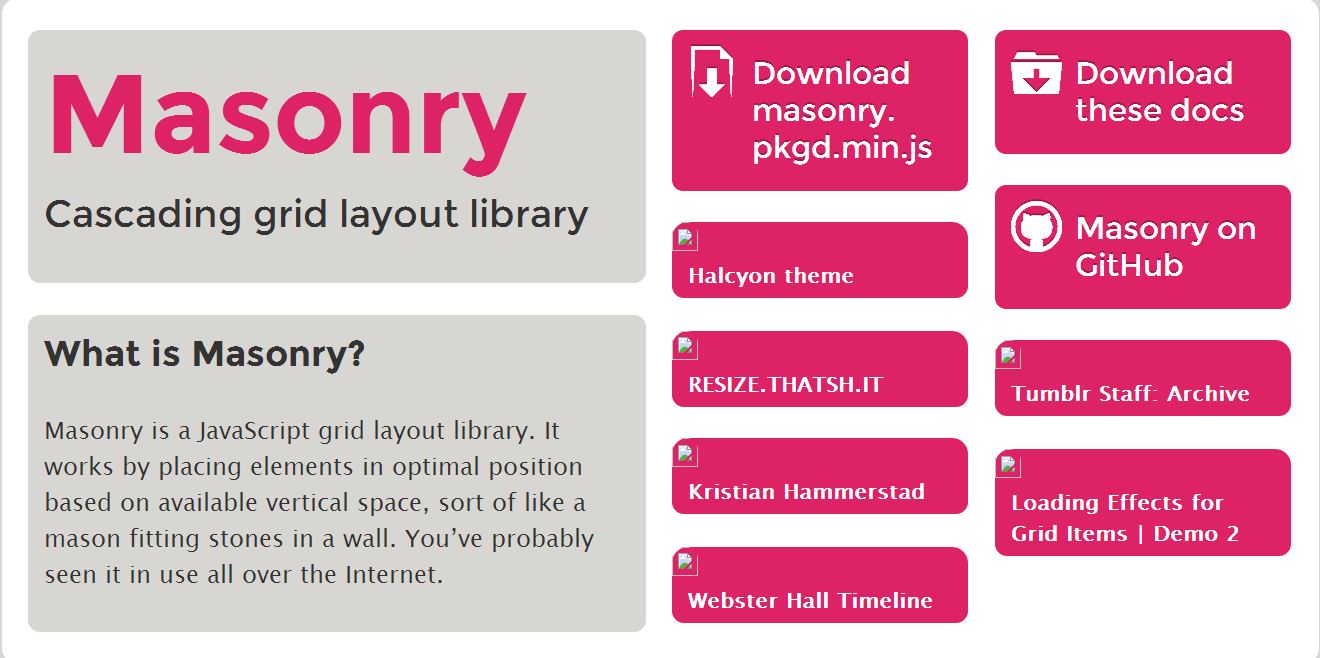 Masonry
Cascading grid layout library
What is Masonry?
Masonry is a JavaScript grid layout library. It
works by placing elements in optimal position
based on available vertical space, sort of like a
mason fitting stones in a wall. You’ve probably
seen it in use all over the Internet.
Download
masonry.
pkgd.min.js
Halcyon theme
RESIZE.THATSH.IT
Kristian Hammerstad
Webster Hall Timeline
Download
these docs
Masonry on
GitHub
Tumblr Staff: Archive
Loading Effects for
Grid Items | Demo 2